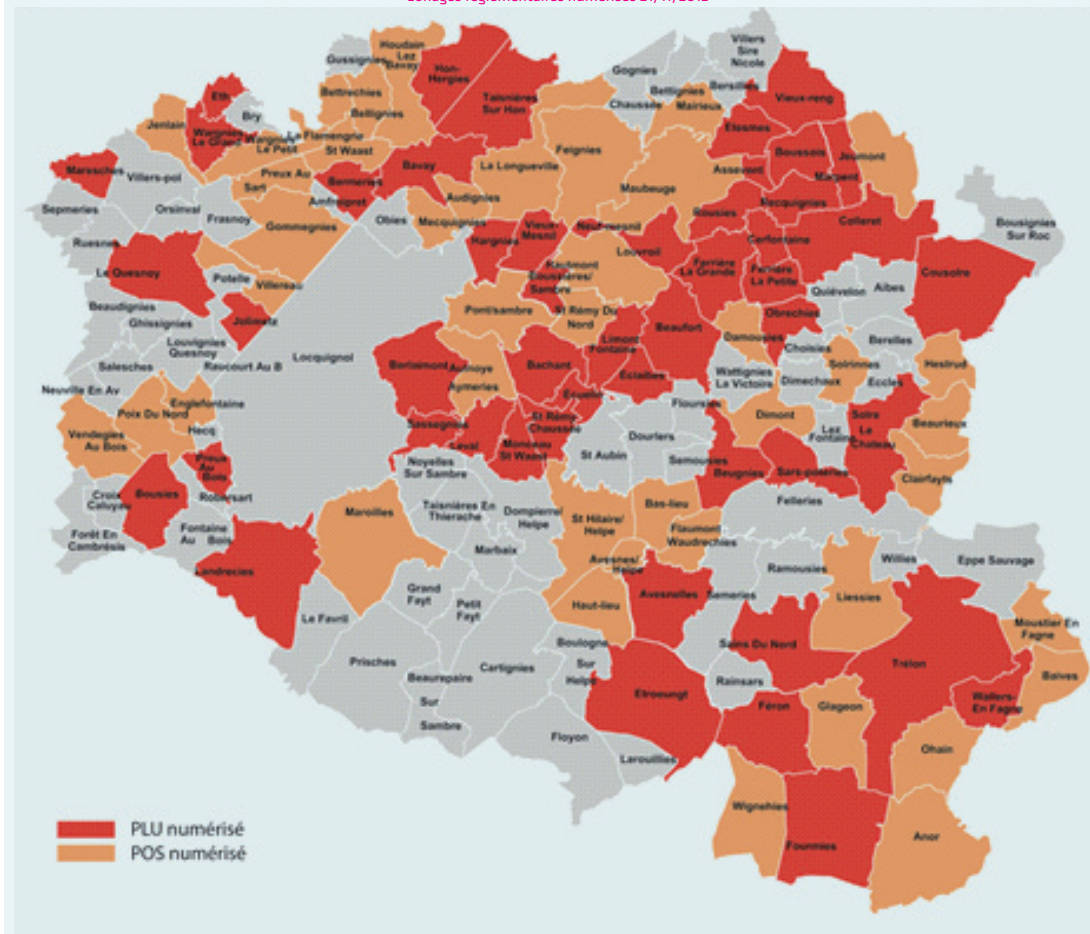 Houdain
Lez
Bavay
Gussignies
Hon-
Hergies
Taisnières
Sur Hon
Gognies
Chaussée
Villers
Sire
Nicole
Bersillies
Bettignies
Mairieux
Vieux-reng
Eth
Bry
Bettrechies
Bellignies
Jenlain
Wargnies
Le Grand
Wargnies
Le Petit
La Flamengrie
St Waast
Bavay
La Longueville
Feignies
Elesmes
Boussois
Jeumont
Marpent
Assevent
Maubeuge
Maresches
Villers-pol
Preux Au
Sart
Bermeries
Amfroipret
Audignies
Mecquignies
Obies
Recquignies
Rousies
Colleret
Sepmeries
Orsinval
Frasnoy
Gommegnies
Ruesnes
Hargnies
Vieux-
Mesnil
Neuf-mesnil
Louvroil
Cerfontaine
Bousignies
Sur Roc
Le Quesnoy
Potelle
Villereau
Jolimetz
Hautmont
Boussières/
Sambre
Ferrière
La Grande
Ferrière
La Petite
Quiévelon
Aibes
Cousolre
Beaudignies
Ghissignies
Louvignies
Quesnoy
Pont/sambre
St Rémy Du
Nord
Obrechies
Beaufort
Limont
Fontaine
Damousies
Choisies
Berelles
Salesches
Raucourt Au B
Locquignol
Berlaimont
Aulnoye
Aymeries
Bachant
Eclaibes
Wattignies
La Victoire
Dimechaux
Solrinnes
Eccles
Hestrud
Neuville En Av
Englefontaine
Poix Du Nord
Hecq
Vendegies
Au Bois
Ecuelin
Floursies
Dimont
Solre
Le
Chateau
Beaurieux
Sassegnies
Leval
St Rémy
Chaussée
Monceau
St Waast
Dourlers
St Aubin
Semousies
Lez
Fontaine
Preux
Au
Bois
Robersart
Bousies
Croix
Caluyau
Noyelles
Sur Sambre
Beugnies
Sars-poteries
Clairfayts
Forêt En
Cambrésis
Fontaine
Au Bois
Maroilles
Taisnières En
Thierache
Dompierre/
Helpe
Bas-lieu
St Hilaire/
Helpe
Flaumont
Waudrechies
Felleries
Landrecies
Marbaix
Avesnes/
Helpe
Ramousies
Willies
Eppe Sauvage
Le Favril
Grand
Fayt
Petit
Fayt
Haut-lieu
Avesnelles
Semeries
Liessies
Moustier En
Fagne
Prisches
Cartignies
Boulogne
Sur
Helpe
Sains Du Nord
Trélon
Baives
Beaurepaire
Sur
Sambre
Rainsars
Wallers-
En Fagne
Etroeungt
Féron
Glageon
Floyon
Larouillies
Ohain
Wignehies
Fourmies
Anor
PLU numérisé
POS numérisé